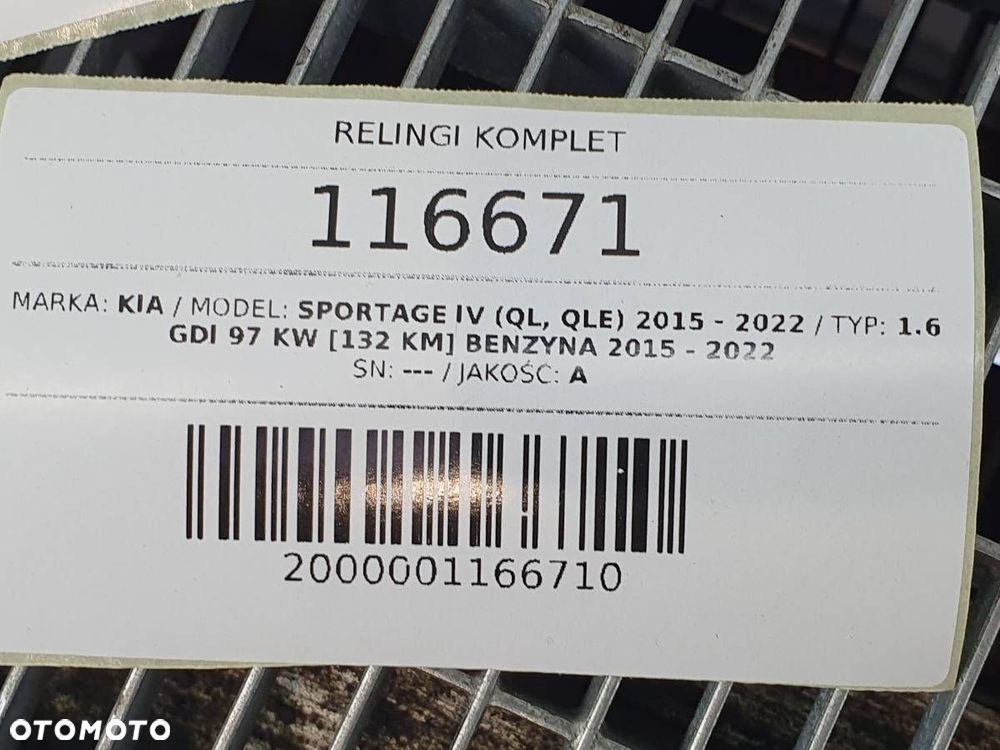 RELINGI KOMPLET
116671
MARKA: KIA / MODEL: SPORTAGE IV (QL, QLE) 2015 - 2022 / TYP: 1.6
GDI 97 KW [132 KM] BENZYNA 2015 - 2022
SN: --- / JAKOŚĆ: A
2000001166710
OTOMOTO